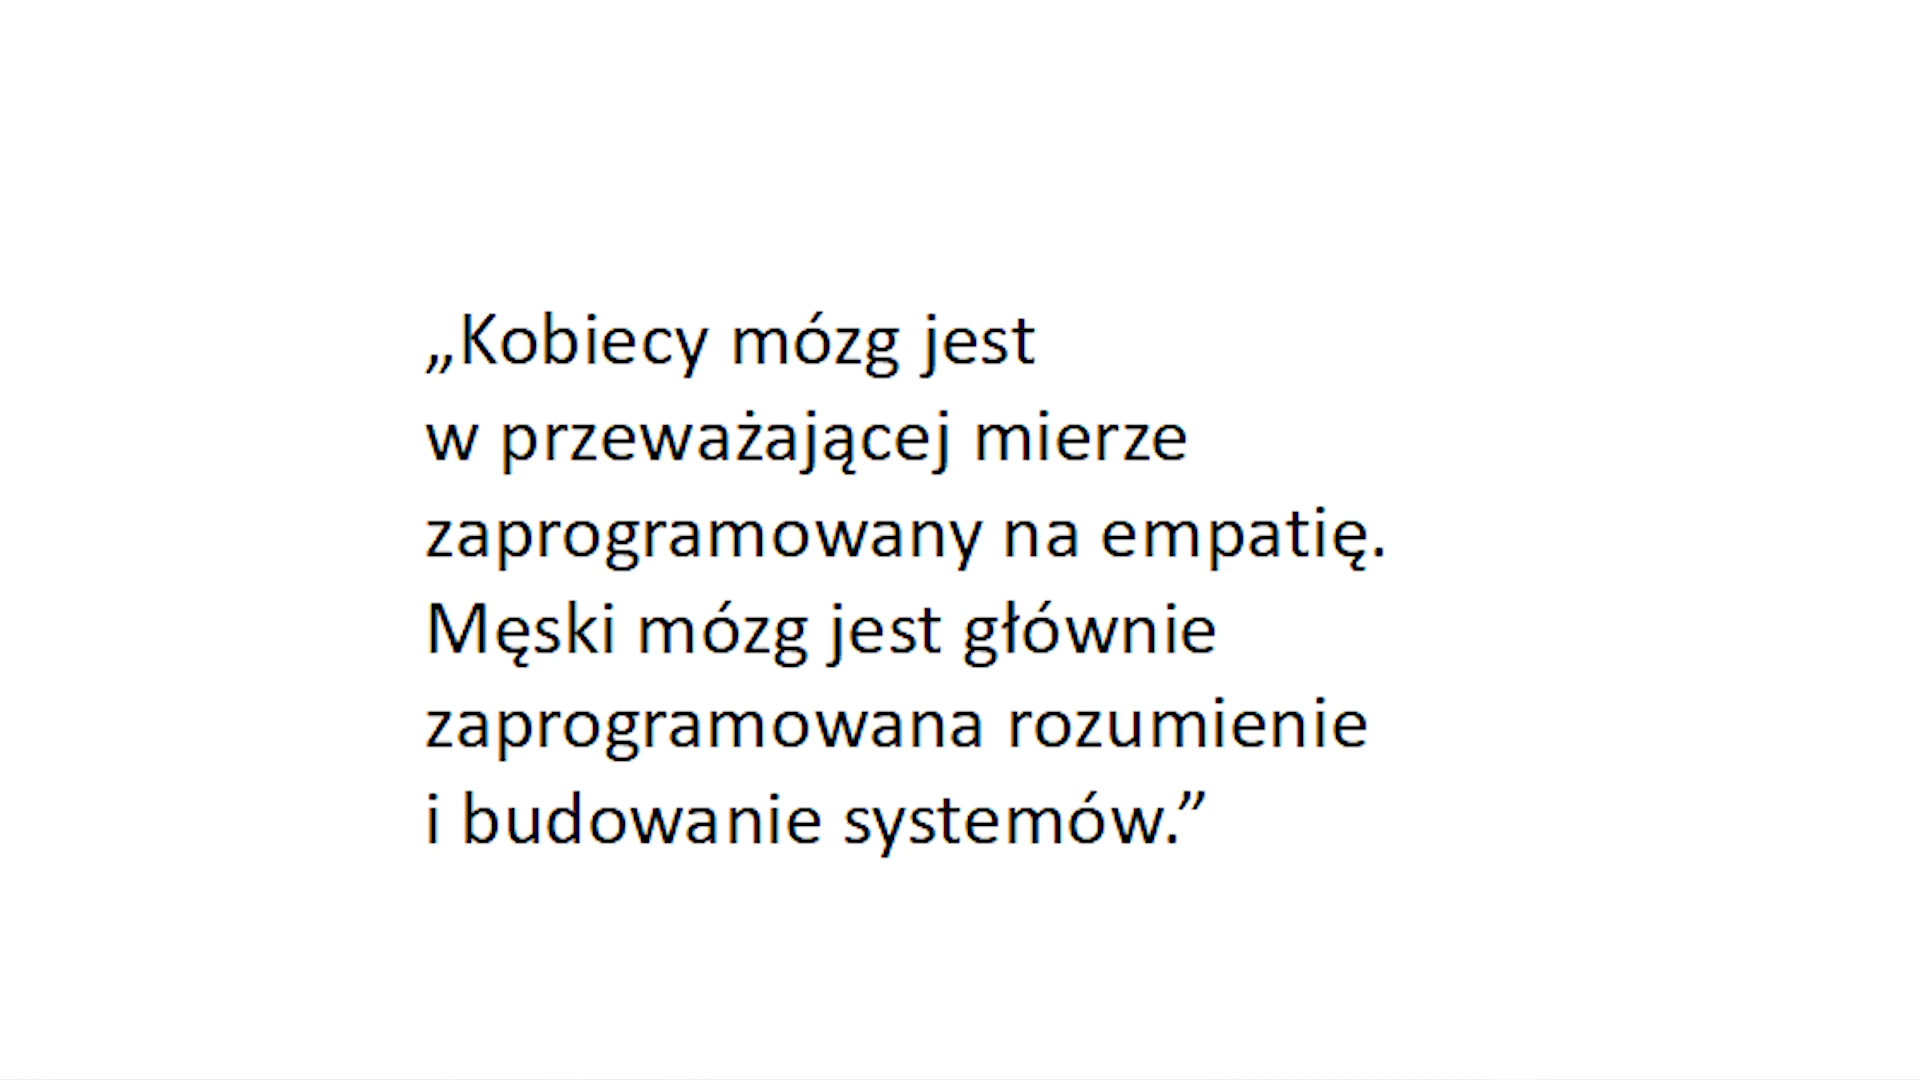 „Kobiecy mózg jest
w przeważającej mierze
zaprogramowany na empatię.
Męski mózg jest głównie
zaprogramowana rozumienie
i budowanie systemów.”